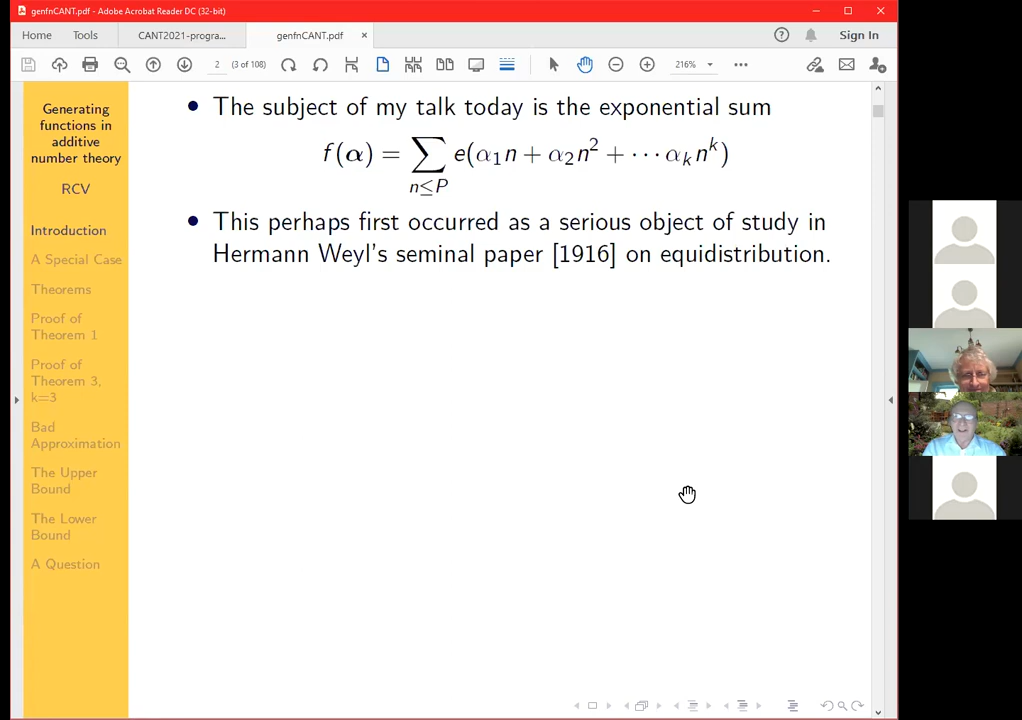 genfnCANT.pdf - Adobe Acrobat Reader DC (32-bit)
Home Tools CANT2021-progra... genfnCANT.pdf × Sign In
2 (3 of 108) 216%
Generating
functions in
additive
number theory
RCV
Introduction
A Special Case
Theorems
Proof of
Theorem 1
Proof of
Theorem 3,
k=3
Bad
Approximation
The Upper
Bound
The Lower
Bound
A Question
• The subject of my talk today is the exponential sum
f(α) = ∑ e(α₁n + α₂n² + ⋯ αₖnᵏ)
n≤P
• This perhaps first occurred as a serious object of study in
Hermann Weyl's seminal paper [1916] on equidistribution.